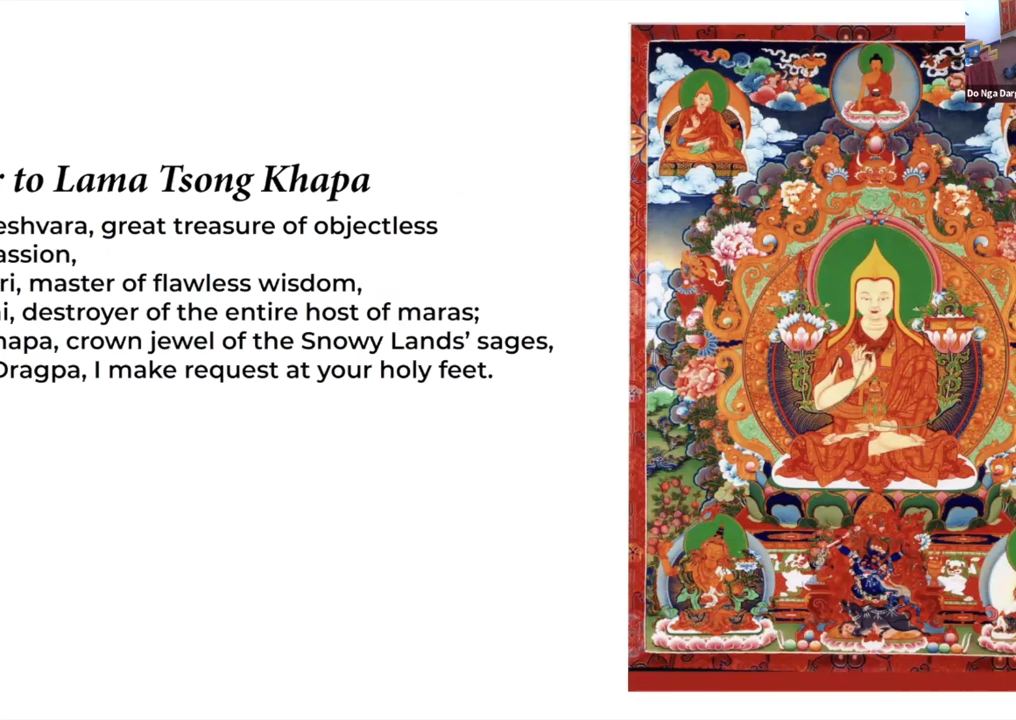 r to Lama Tsong Khapa
eshvara, great treasure of objectless
assion,
ri, master of flawless wisdom,
i, destroyer of the entire host of maras;
hapa, crown jewel of the Snowy Lands’ sages,
Dragpa, I make request at your holy feet.
Do Nga Darg